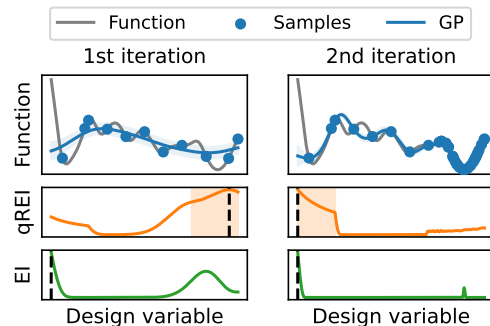 Function Samples GP
1st iteration 2nd iteration
Function
qREI
EI
Design variable Design variable